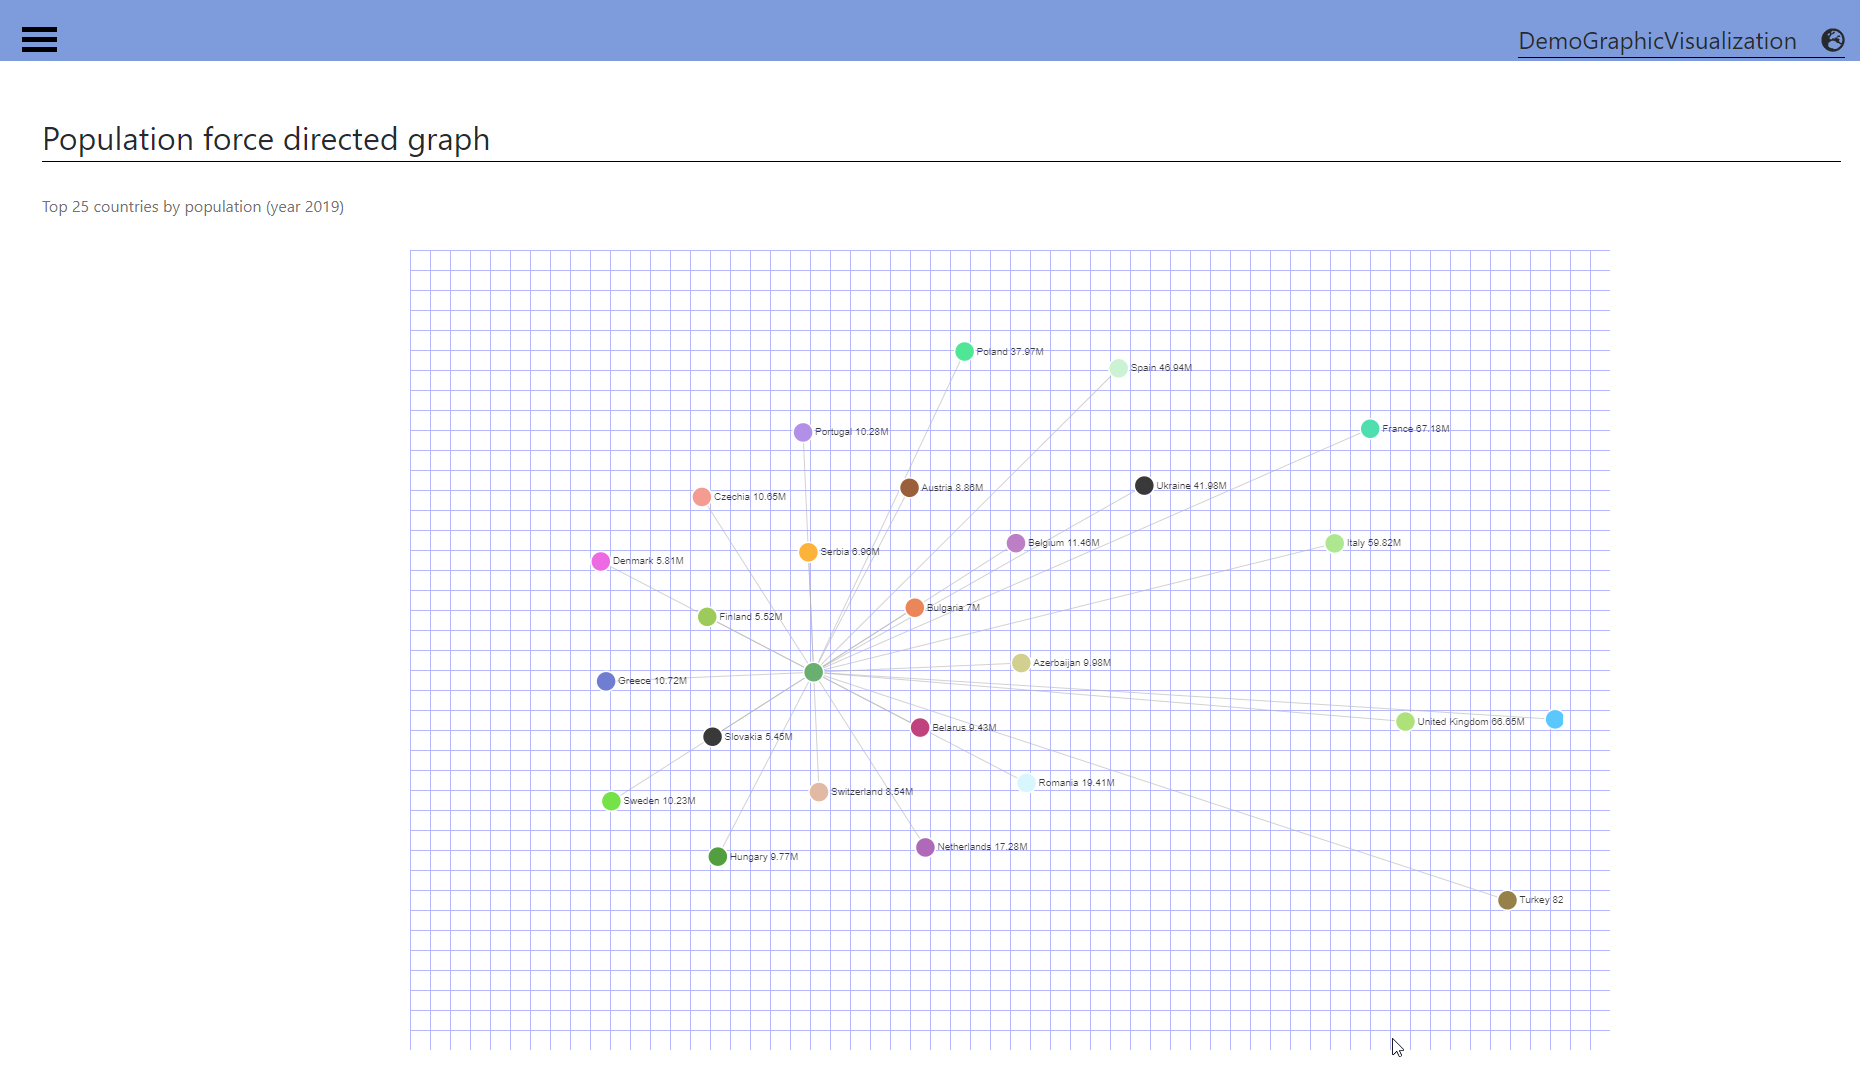 DemoGraphicVisualization
Population force directed graph
Top 25 countries by population (year 2019)
Poland 37.97M
Spain 46.94M
Portugal 10.28M
France 67.18M
Czechia 10.65M
Austria 8.86M
Ukraine 41.98M
Serbia 6.96M
Belgium 11.46M
Italy 59.82M
Denmark 5.81M
Finland 5.52M
Bulgaria 7M
Azerbaijan 9.98M
Greece 10.72M
United Kingdom 66.65M
Belarus 9.43M
Slovakia 5.45M
Romania 19.41M
Switzerland 8.54M
Sweden 10.23M
Netherlands 17.28M
Hungary 9.77M
Turkey 82